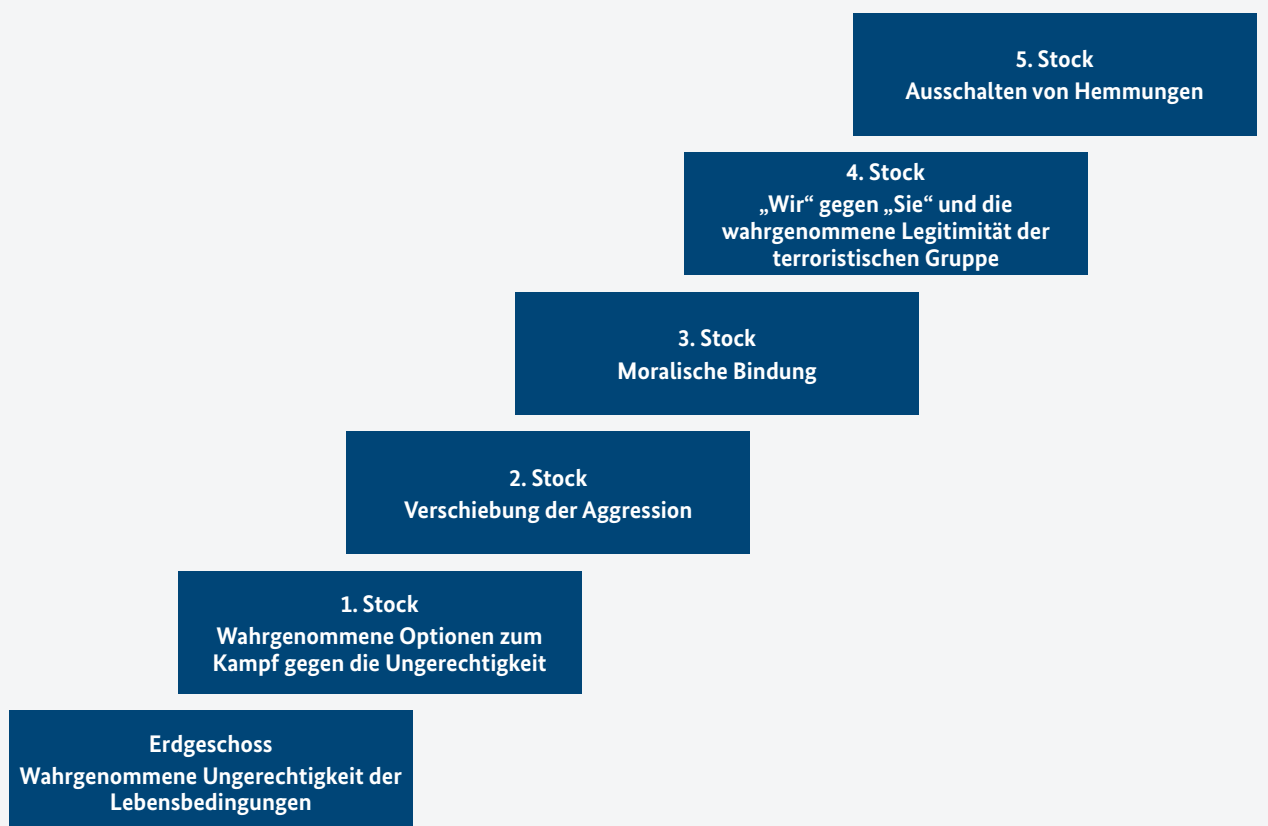 5. Stock
Ausschalten von Hemmungen
4. Stock
„Wir“ gegen „Sie“ und die
wahrgenommene Legitimität der
terroristischen Gruppe
3. Stock
Moralische Bindung
2. Stock
Verschiebung der Aggression
1. Stock
Wahrgenommene Optionen zum
Kampf gegen die Ungerechtigkeit
Erdgeschoss
Wahrgenommene Ungerechtigkeit der
Lebensbedingungen